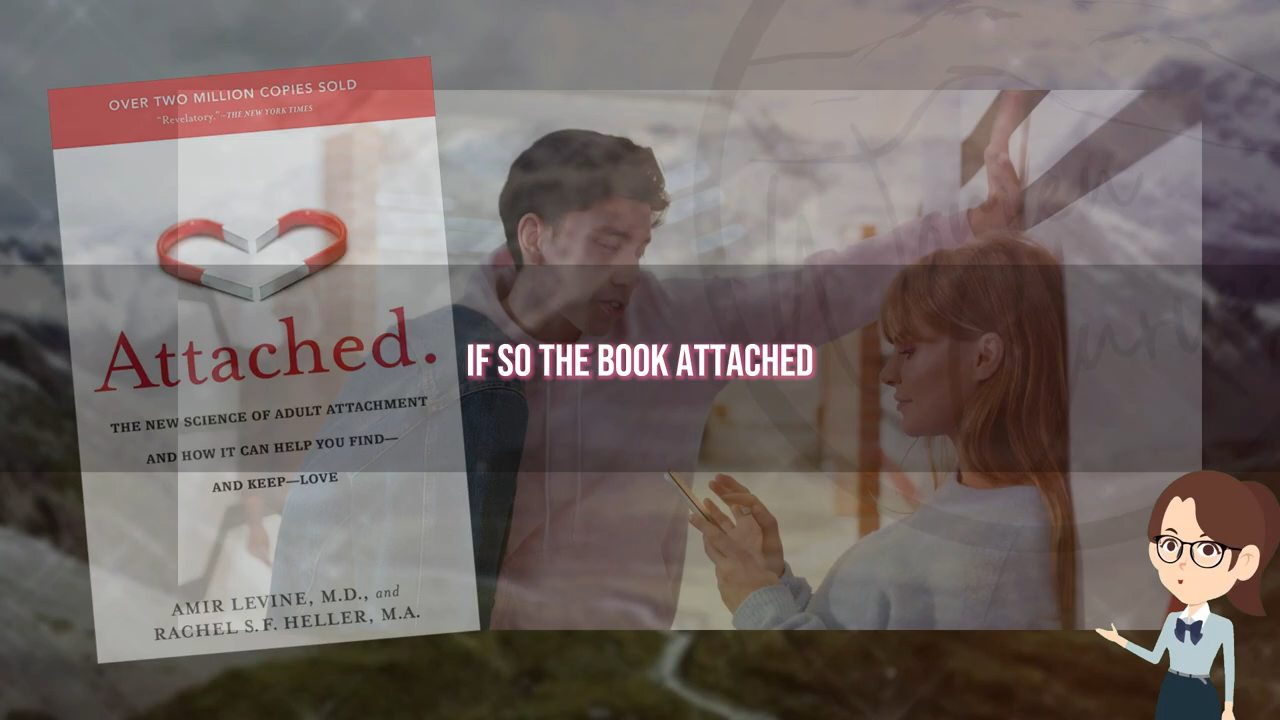 OVER TWO MILLION COPIES SOLD
"Revelatory." –THE NEW YORK TIMES
Attached.
THE NEW SCIENCE OF ADULT ATTACHMENT
AND HOW IT CAN HELP YOU FIND—
AND KEEP—LOVE
AMIR LEVINE, M.D., and
RACHEL S. F. HELLER, M.A.
IF SO THE BOOK ATTACHED